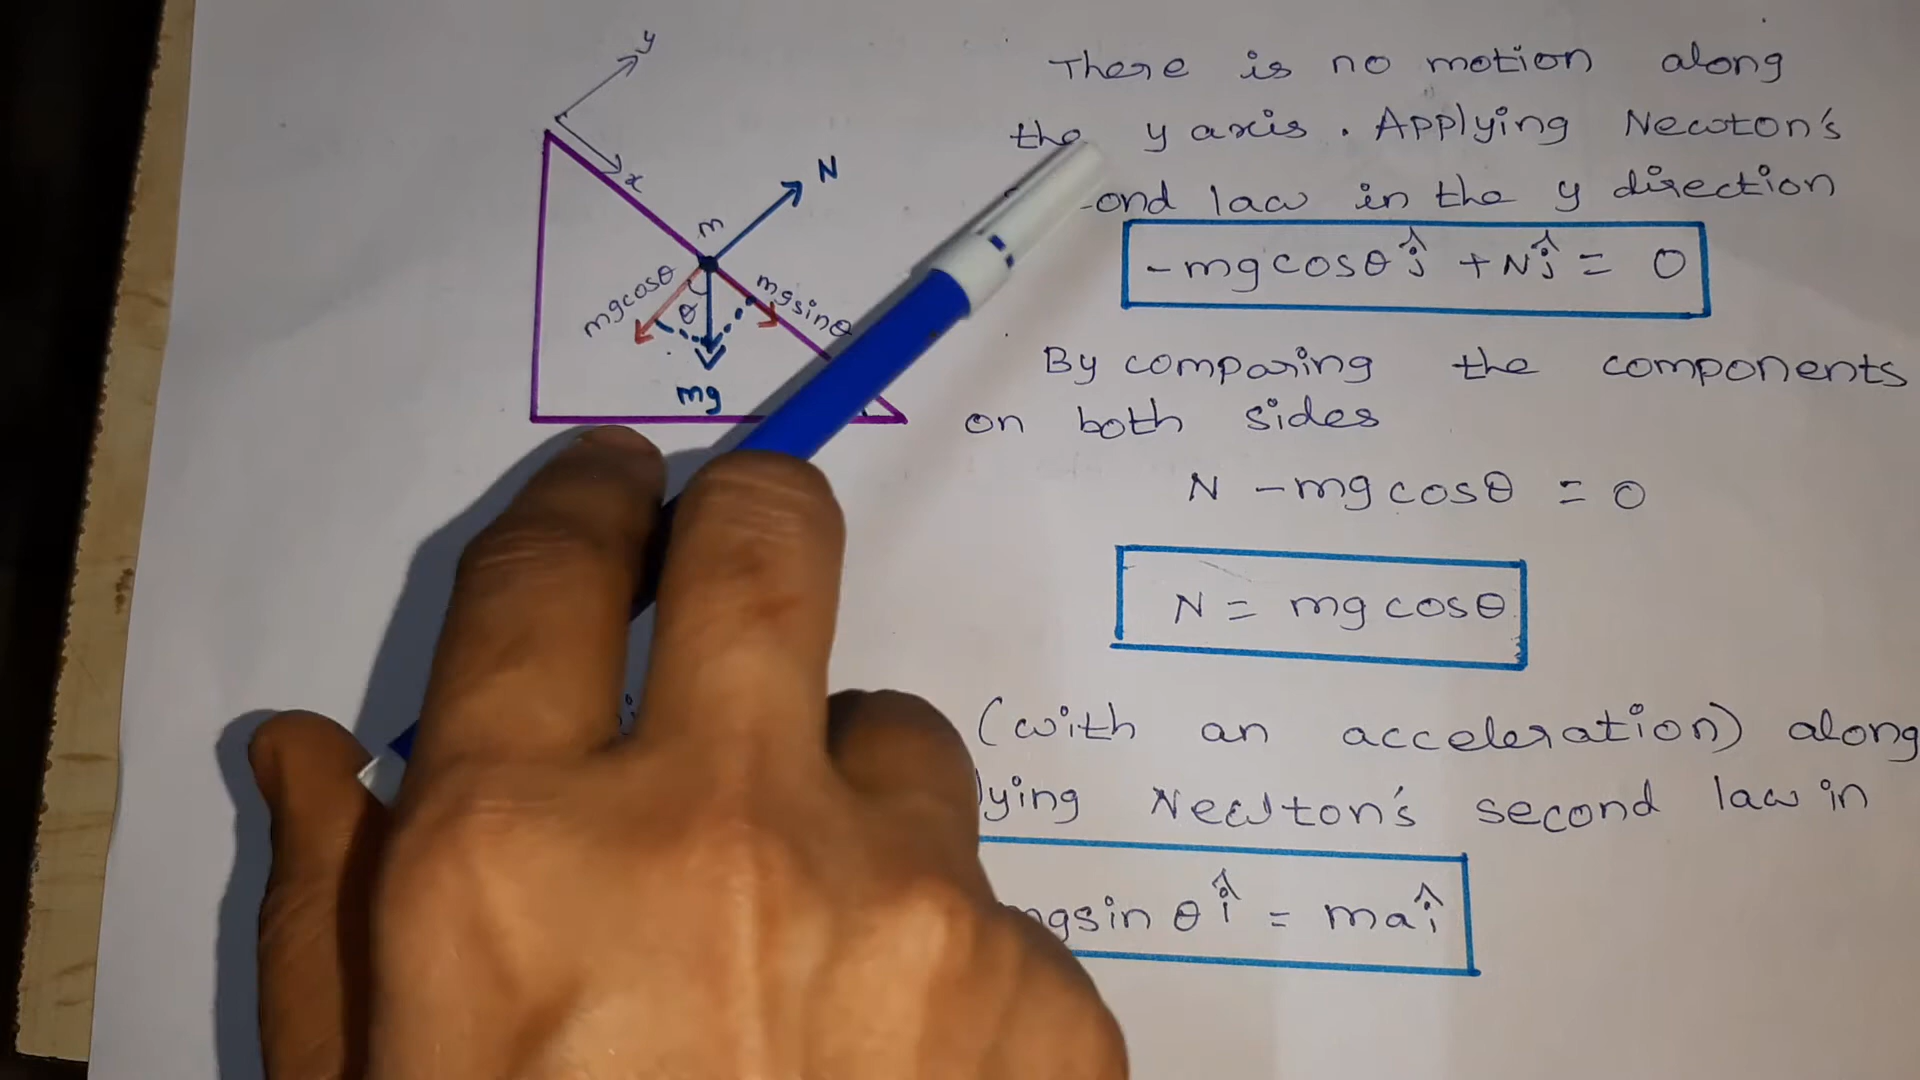 y
x
N
m
mgcosθ
θ
mgsinθ
mg
There is no motion along
the y axis. Applying Newton's
ond law in the y direction
-mgcosθ ĵ + N ĵ = 0
By comparing the components
on both sides
N - mg cosθ = 0
N = mg cosθ
(with an acceleration) along
lying Newton's second law in
mgsin θ î = ma î